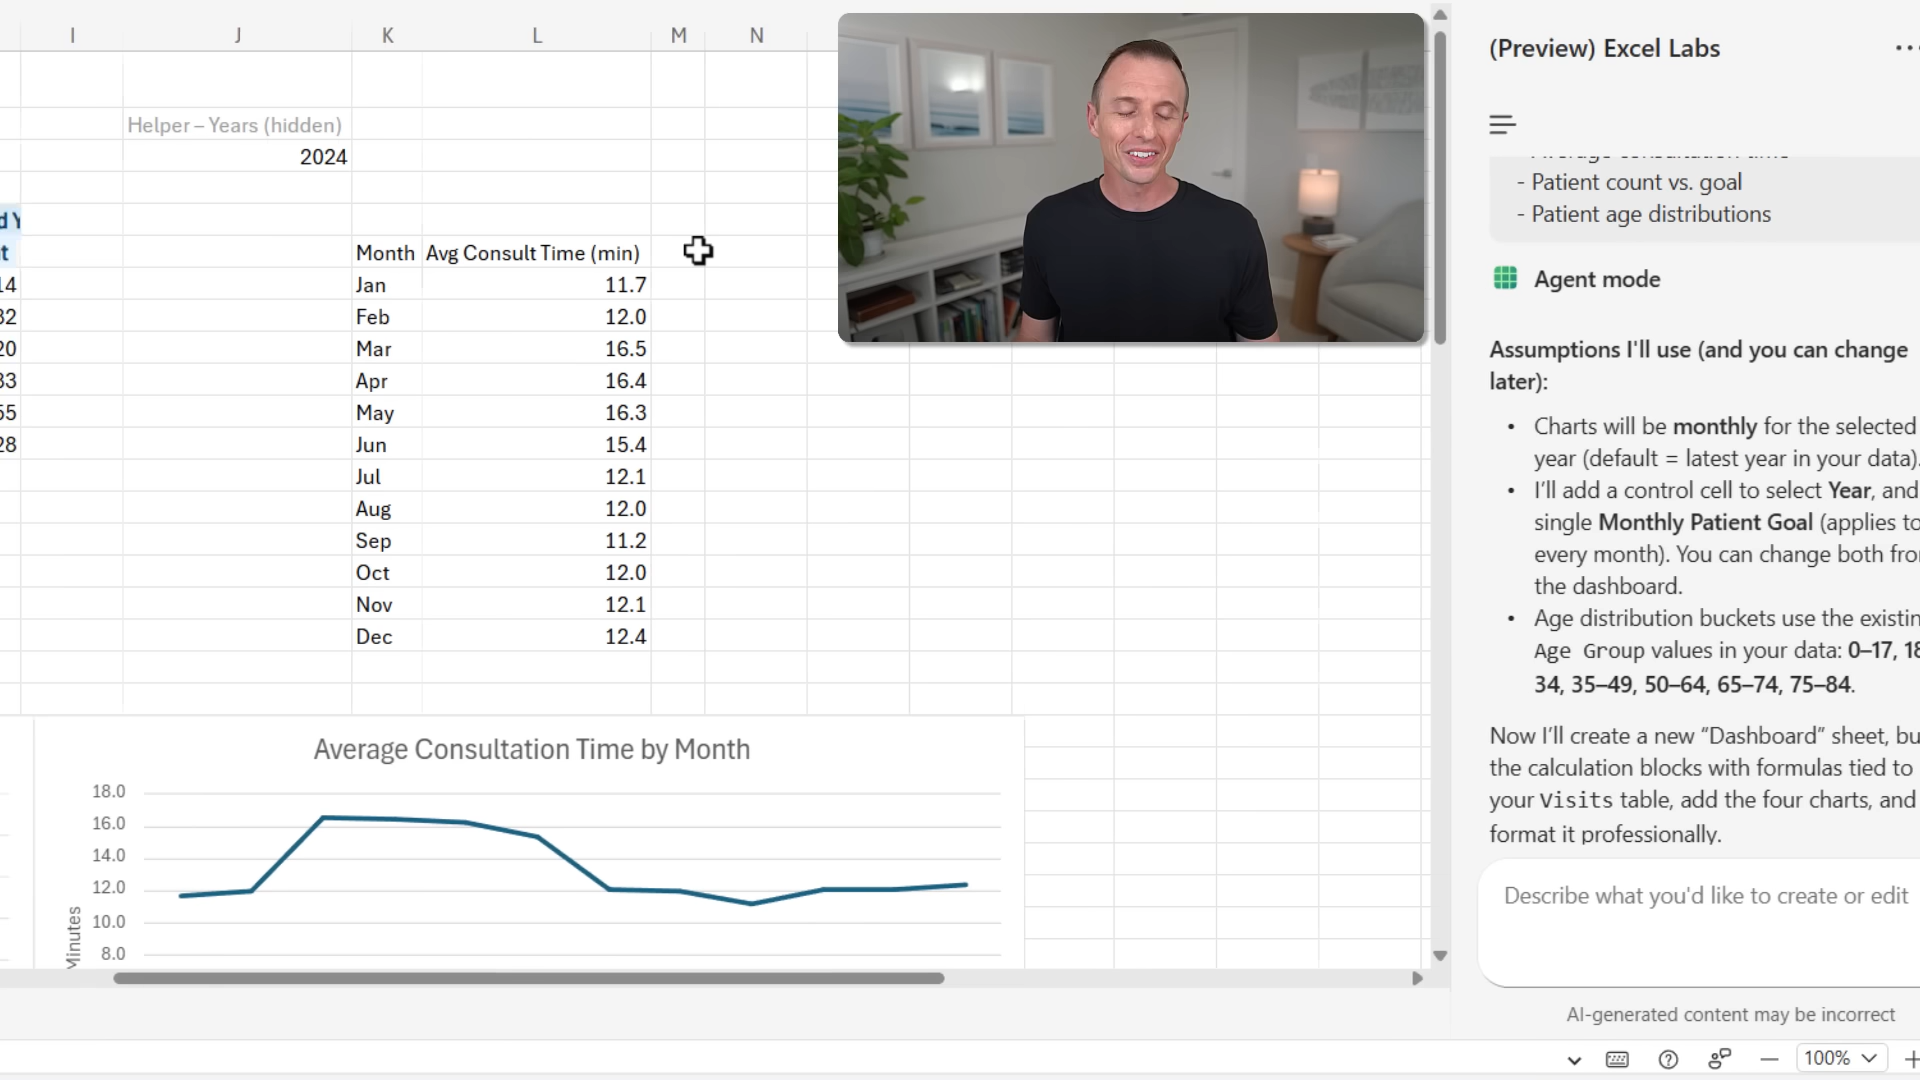 I J K L M N
Helper – Years (hidden)
2024
d Y
t
Month Avg Consult Time (min)
14 Jan 11.7
32 Feb 12.0
20 Mar 16.5
33 Apr 16.4
55 May 16.3
28 Jun 15.4
Jul 12.1
Aug 12.0
Sep 11.2
Oct 12.0
Nov 12.1
Dec 12.4
Average Consultation Time by Month
18.0
16.0
14.0
12.0
10.0
8.0
Minutes
(Preview) Excel Labs
- Average consultation time
- Patient count vs. goal
- Patient age distributions
Agent mode
Assumptions I'll use (and you can change
later):
• Charts will be monthly for the selected
year (default = latest year in your data).
• I'll add a control cell to select Year, and
single Monthly Patient Goal (applies to
every month). You can change both fro
the dashboard.
• Age distribution buckets use the existin
Age Group values in your data: 0–17, 18
34, 35–49, 50–64, 65–74, 75–84.
Now I'll create a new “Dashboard” sheet, bu
the calculation blocks with formulas tied to
your Visits table, add the four charts, and
format it professionally.
Describe what you'd like to create or edit
AI-generated content may be incorrect
100%